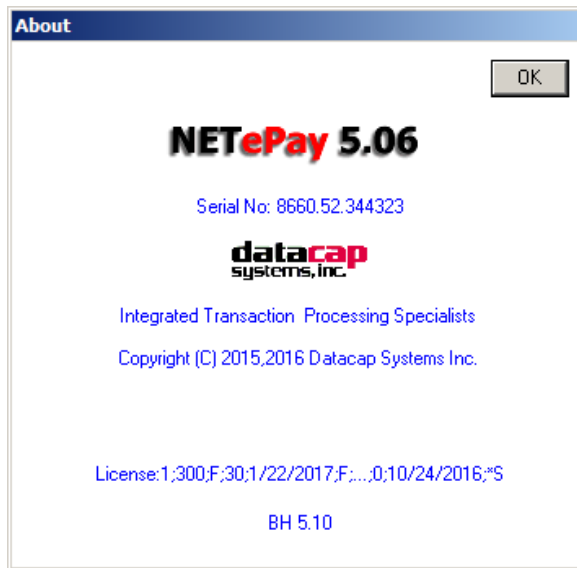 About
OK
NETePay 5.06
Serial No: 8660.52.344323
datacap
systems, inc.
Integrated Transaction  Processing Specialists
Copyright (C) 2015,2016 Datacap Systems Inc.
License:1;300;F;30;1/22/2017;F;...;0;10/24/2016;*S
BH 5.10